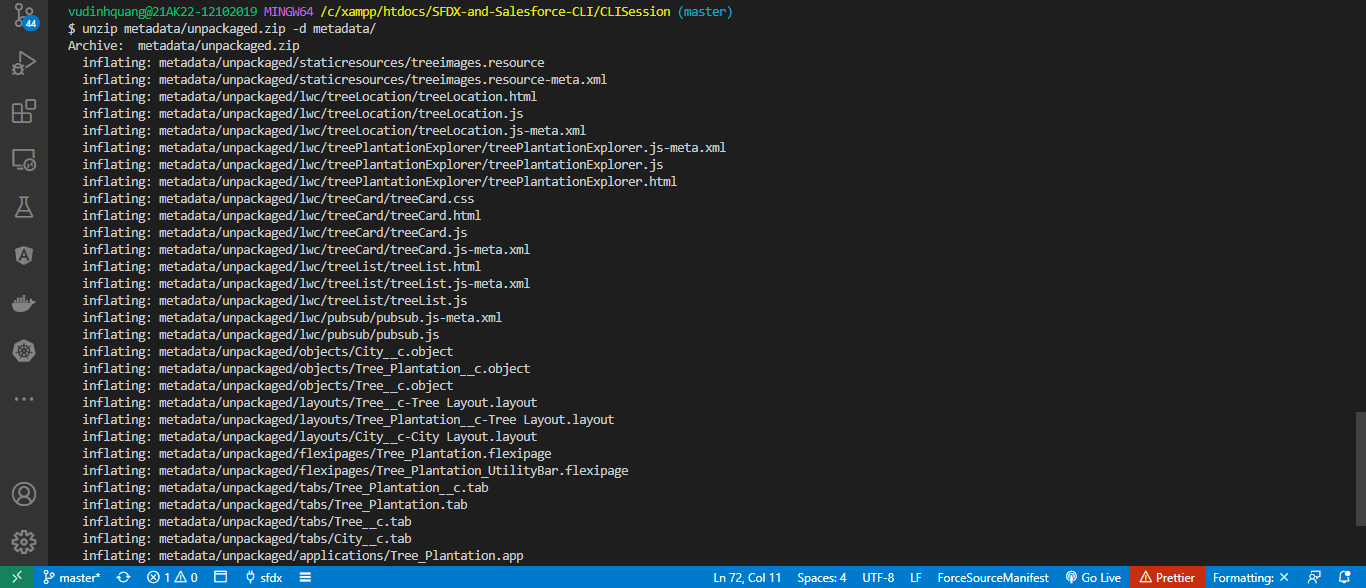 vudinhquang@21AK22-12102019 MINGW64 /c/xampp/htdocs/SFDX-and-Salesforce-CLI/CLISession (master)
44
$ unzip metadata/unpackaged.zip -d metadata/
Archive:  metadata/unpackaged.zip
  inflating: metadata/unpackaged/staticresources/treeimages.resource
  inflating: metadata/unpackaged/staticresources/treeimages.resource-meta.xml
  inflating: metadata/unpackaged/lwc/treeLocation/treeLocation.html
  inflating: metadata/unpackaged/lwc/treeLocation/treeLocation.js
  inflating: metadata/unpackaged/lwc/treeLocation/treeLocation.js-meta.xml
  inflating: metadata/unpackaged/lwc/treePlantationExplorer/treePlantationExplorer.js-meta.xml
  inflating: metadata/unpackaged/lwc/treePlantationExplorer/treePlantationExplorer.js
  inflating: metadata/unpackaged/lwc/treePlantationExplorer/treePlantationExplorer.html
  inflating: metadata/unpackaged/lwc/treeCard/treeCard.css
  inflating: metadata/unpackaged/lwc/treeCard/treeCard.html
  inflating: metadata/unpackaged/lwc/treeCard/treeCard.js
  inflating: metadata/unpackaged/lwc/treeCard/treeCard.js-meta.xml
  inflating: metadata/unpackaged/lwc/treeList/treeList.html
  inflating: metadata/unpackaged/lwc/treeList/treeList.js-meta.xml
  inflating: metadata/unpackaged/lwc/treeList/treeList.js
  inflating: metadata/unpackaged/lwc/pubsub/pubsub.js-meta.xml
  inflating: metadata/unpackaged/lwc/pubsub/pubsub.js
  inflating: metadata/unpackaged/objects/City__c.object
  inflating: metadata/unpackaged/objects/Tree_Plantation__c.object
  inflating: metadata/unpackaged/objects/Tree__c.object
  inflating: metadata/unpackaged/layouts/Tree__c-Tree Layout.layout
  inflating: metadata/unpackaged/layouts/Tree_Plantation__c-Tree Layout.layout
  inflating: metadata/unpackaged/layouts/City__c-City Layout.layout
  inflating: metadata/unpackaged/flexipages/Tree_Plantation.flexipage
  inflating: metadata/unpackaged/flexipages/Tree_Plantation_UtilityBar.flexipage
  inflating: metadata/unpackaged/tabs/Tree_Plantation__c.tab
  inflating: metadata/unpackaged/tabs/Tree_Plantation.tab
  inflating: metadata/unpackaged/tabs/Tree__c.tab
  inflating: metadata/unpackaged/tabs/City__c.tab
  inflating: metadata/unpackaged/applications/Tree_Plantation.app
master* 1 0 sfdx Ln 72, Col 11 Spaces: 4 UTF-8 LF ForceSourceManifest Go Live Prettier Formatting: ×